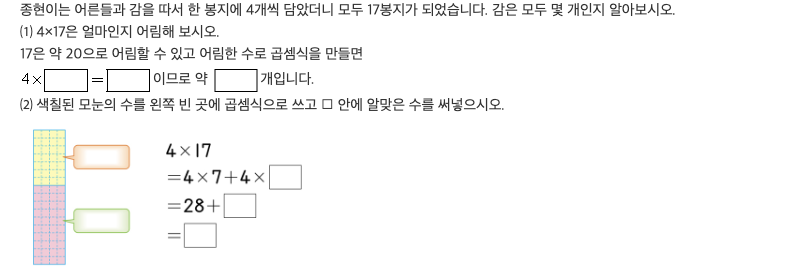 종현이는 어른들과 감을 따서 한 봉지에 4개씩 담았더니 모두 17봉지가 되었습니다. 감은 모두 몇 개인지 알아보시오.
(1) 4×17은 얼마인지 어림해 보시오.
17은 약 20으로 어림할 수 있고 어림한 수로 곱셈식을 만들면
4×□=□이므로 약 □개입니다.
(2) 색칠된 모눈의 수를 왼쪽 빈 곳에 곱셈식으로 쓰고 □ 안에 알맞은 수를 써넣으시오.
4×17
=4×7+4×□
=28+□
=□